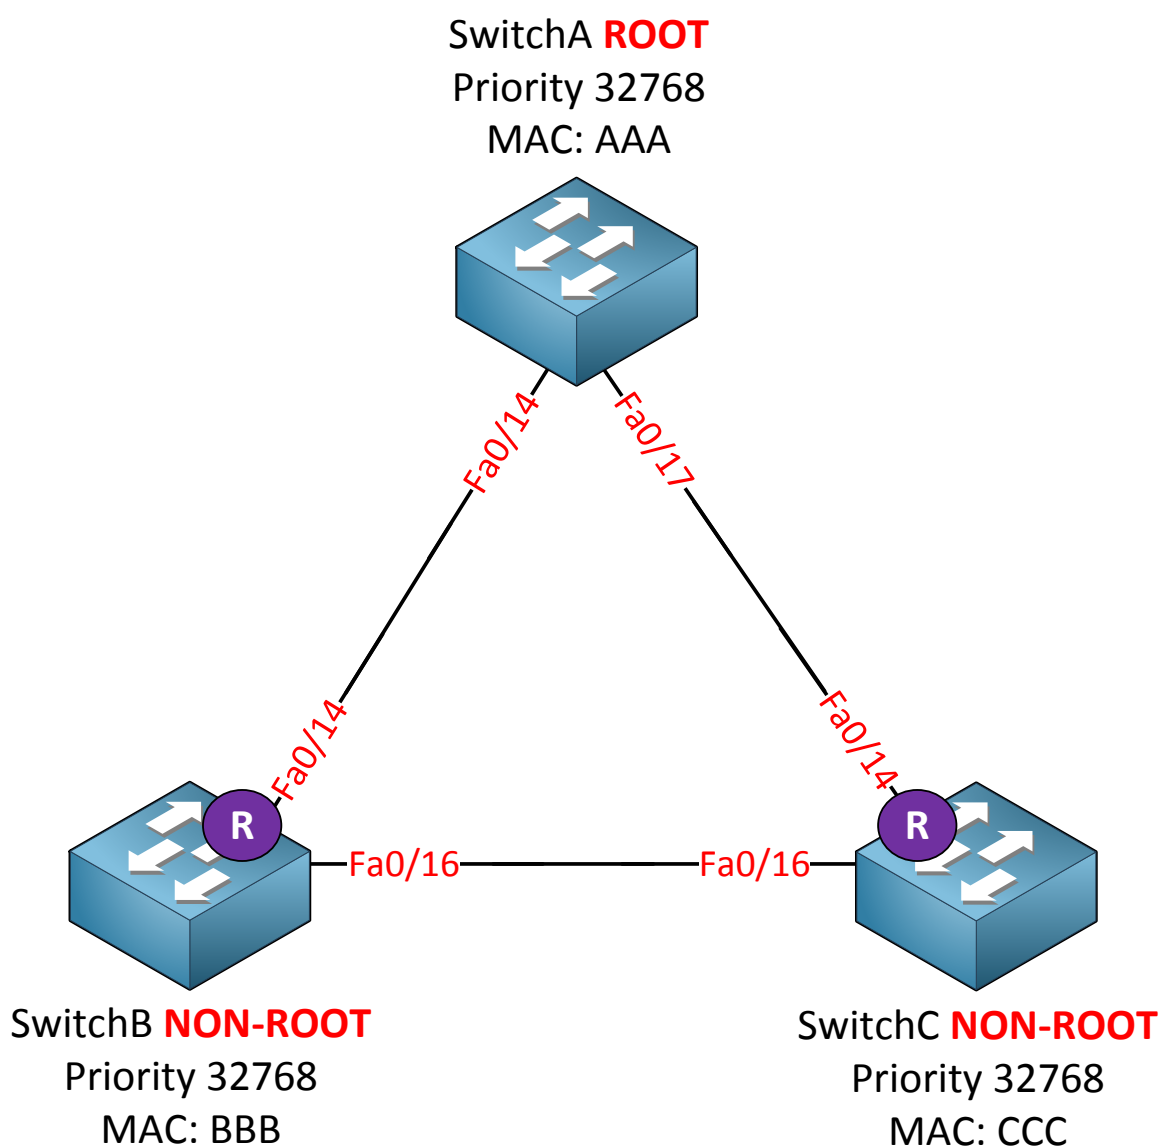 SwitchA ROOT
Priority 32768
MAC: AAA
Fa0/14
Fa0/17
Fa0/14
Fa0/14
R
R
Fa0/16
Fa0/16
SwitchB NON-ROOT
Priority 32768
MAC: BBB
SwitchC NON-ROOT
Priority 32768
MAC: CCC